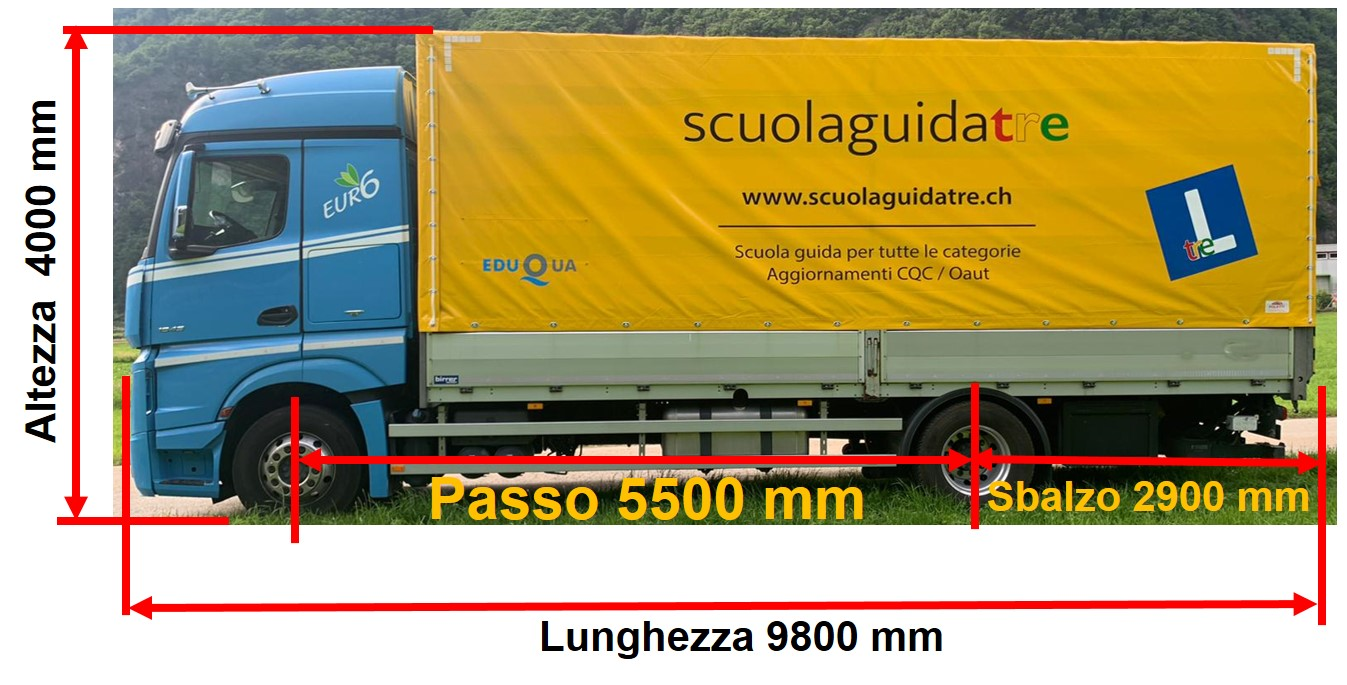 Altezza 4000 mm
scuolaguidatre
www.scuolaguidatre.ch
Scuola guida per tutte le categorie
Aggiornamenti CQC / Oaut
EDUQUA
L
tre
EUR6
birrer
Passo 5500 mm
Sbalzo 2900 mm
Lunghezza 9800 mm